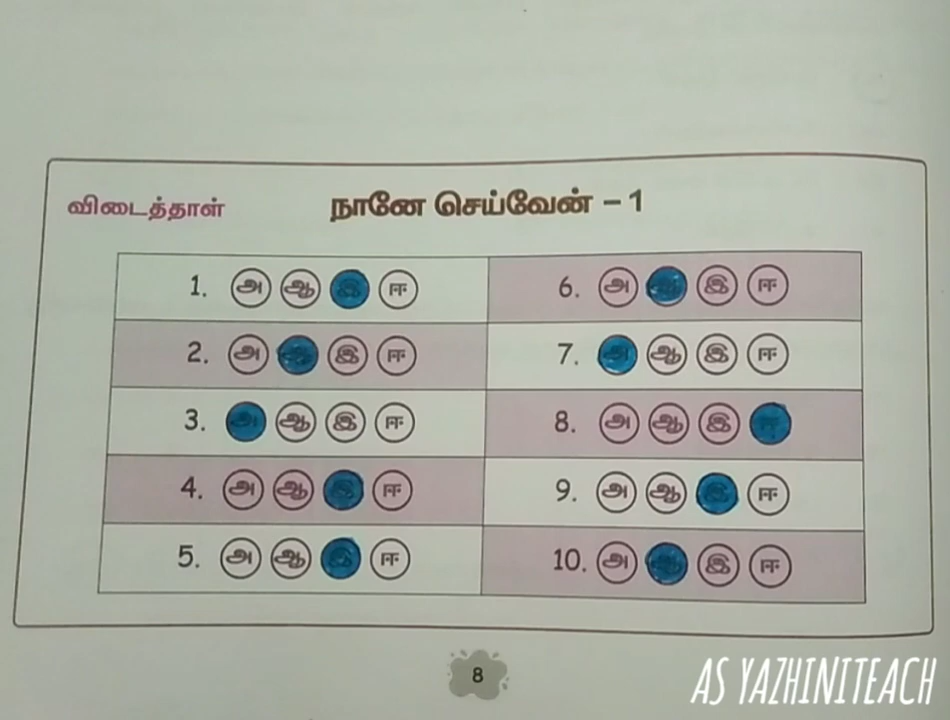 விடைத்தாள் நானே செய்வேன் – 1
1. அ ஆ இ ஈ 6. அ ஆ இ ஈ
2. அ ஆ இ ஈ 7. அ ஆ இ ஈ
3. அ ஆ இ ஈ 8. அ ஆ இ ஈ
4. அ ஆ இ ஈ 9. அ ஆ இ ஈ
5. அ ஆ இ ஈ 10. அ ஆ இ ஈ
8
AS YAZHINITEACH